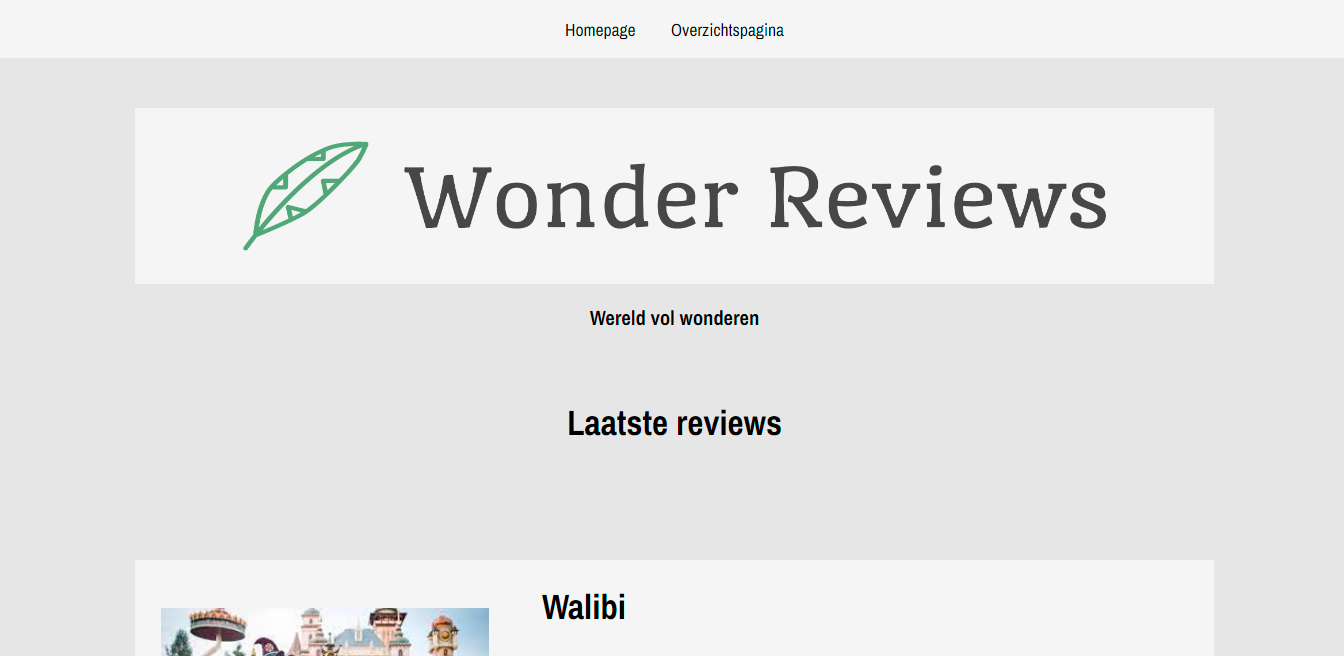 Homepage Overzichtspagina
Wonder Reviews
Wereld vol wonderen
Laatste reviews
Walibi